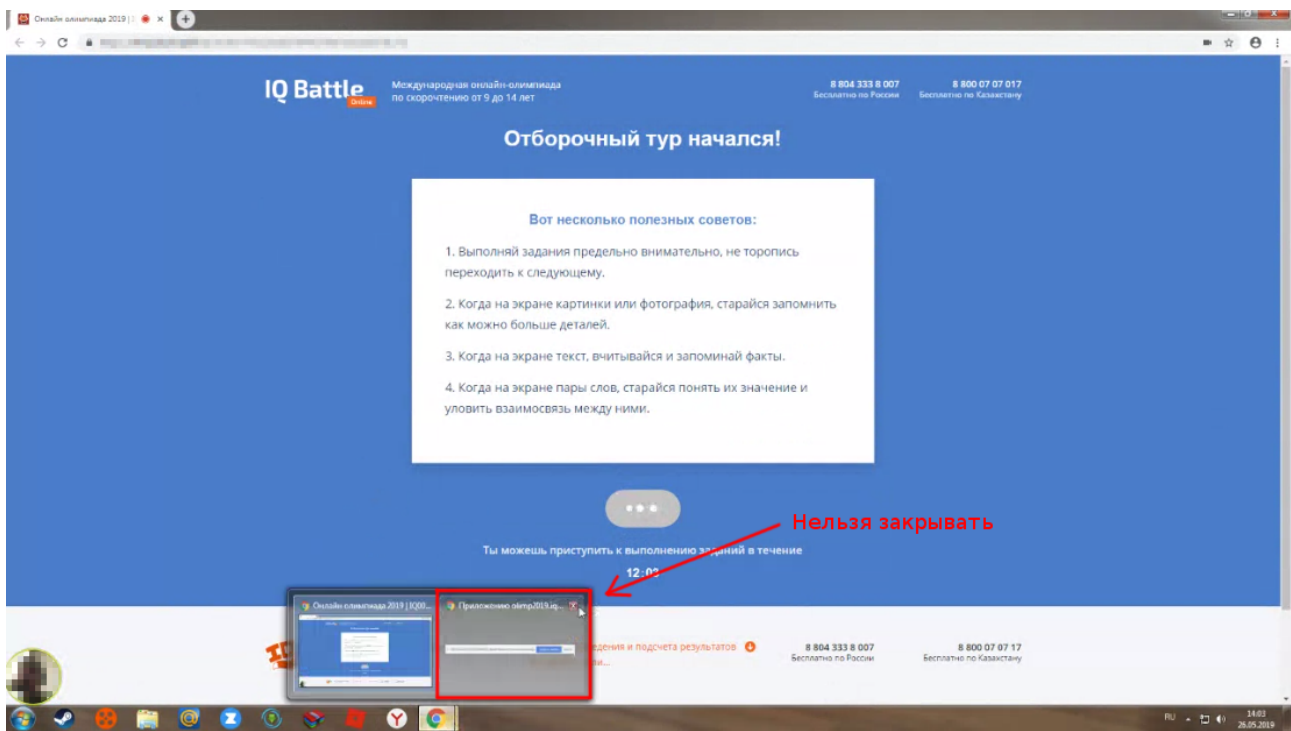 Онлайн олимпиада 2019 |
IQ Battle
Online
Международная онлайн-олимпиада
по скорочтению от 9 до 14 лет
8 804 333 8 007
Бесплатно по России
8 800 07 07 017
Бесплатно по Казахстану
Отборочный тур начался!
Вот несколько полезных советов:
1. Выполняй задания предельно внимательно, не торопись
переходить к следующему.
2. Когда на экране картинки или фотография, старайся запомнить
как можно больше деталей.
3. Когда на экране текст, вчитывайся и запоминай факты.
4. Когда на экране пары слов, старайся понять их значение и
уловить взаимосвязь между ними.
Нельзя закрывать
Ты можешь приступить к выполнению заданий в течение
12:03
Онлайн олимпиада 2019 | IQ00...
Приложению olimp2019.iq...
едения и подсчета результатов
8 804 333 8 007
Бесплатно по России
8 800 07 07 17
Бесплатно по Казахстану
RU
14:03
26.05.2019